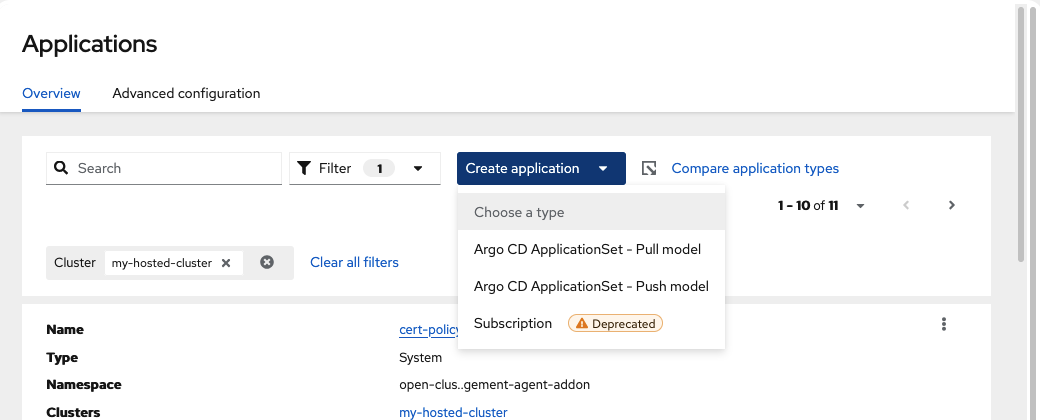 Applications
Overview Advanced configuration
Search Filter 1 Create application Compare application types
1 - 10 of 11
Choose a type
Argo CD ApplicationSet - Pull model
Argo CD ApplicationSet - Push model
Subscription Deprecated
Cluster my-hosted-cluster Clear all filters
Name cert-policy
Type System
Namespace open-clus..gement-agent-addon
Clusters my-hosted-cluster